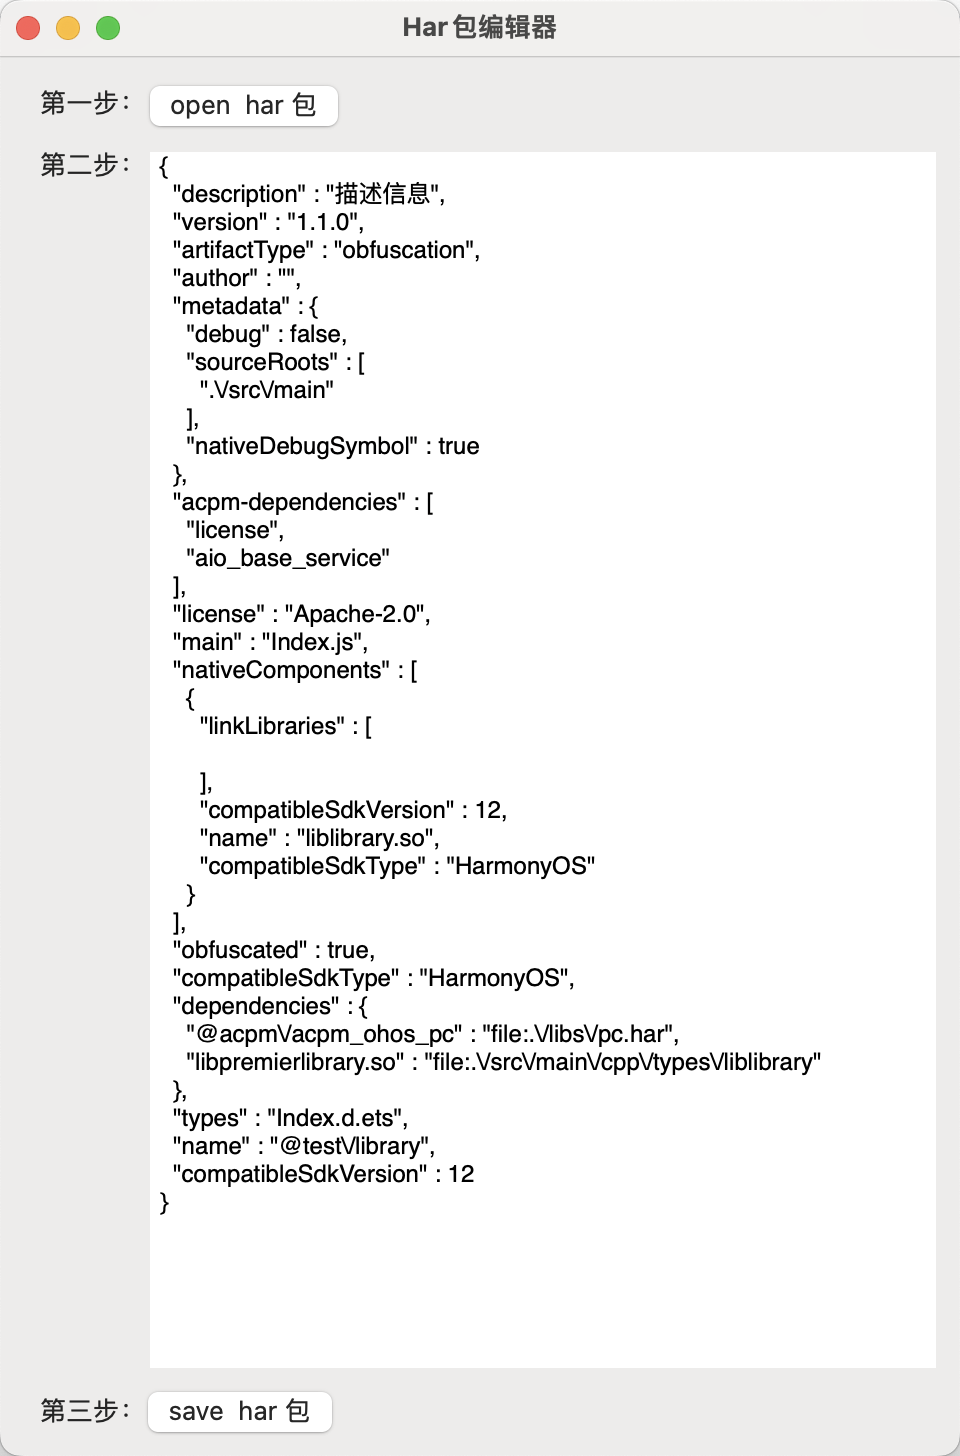 Har 包编辑器
第一步： open har 包
第二步：
{
"description" : "描述信息",
"version" : "1.1.0",
"artifactType" : "obfuscation",
"author" : "",
"metadata" : {
"debug" : false,
"sourceRoots" : [
".\/src\/main"
],
"nativeDebugSymbol" : true
},
"acpm-dependencies" : [
"license",
"aio_base_service"
],
"license" : "Apache-2.0",
"main" : "Index.js",
"nativeComponents" : [
{
"linkLibraries" : [
],
"compatibleSdkVersion" : 12,
"name" : "liblibrary.so",
"compatibleSdkType" : "HarmonyOS"
}
],
"obfuscated" : true,
"compatibleSdkType" : "HarmonyOS",
"dependencies" : {
"@acpm\/acpm_ohos_pc" : "file:.\/libs\/pc.har",
"libpremierlibrary.so" : "file:.\/src\/main\/cpp\/types\/liblibrary"
},
"types" : "Index.d.ets",
"name" : "@test\/library",
"compatibleSdkVersion" : 12
}
第三步： save har 包